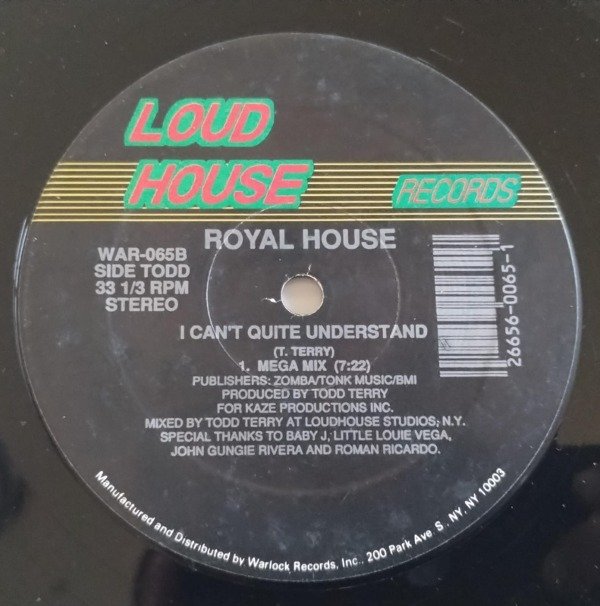 LOUD
HOUSE RECORDS
ROYAL HOUSE
WAR-065B
SIDE TODD
33 1/3 RPM
STEREO
26656-0065-1
I CAN'T QUITE UNDERSTAND
(T. TERRY)
1. MEGA MIX (7:22)
PUBLISHERS: ZOMBA/TONK MUSIC/BMI
PRODUCED BY TODD TERRY
FOR KAZE PRODUCTIONS INC.
MIXED BY TODD TERRY AT LOUDHOUSE STUDIOS, N.Y.
SPECIAL THANKS TO BABY J, LITTLE LOUIE VEGA,
JOHN GUNGIE RIVERA AND ROMAN RICARDO.
Manufactured and Distributed by Warlock Records, Inc.. 200 Park Ave S. NY. NY 10003